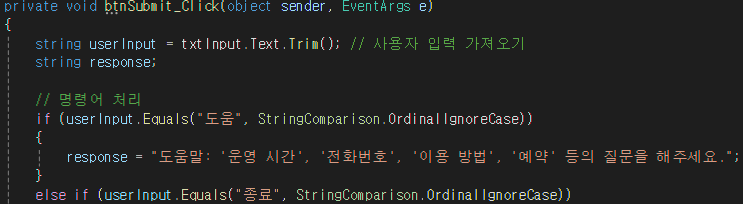 private void btnSubmit_Click(object sender, EventArgs e)
{
string userInput = txtInput.Text.Trim(); // 사용자 입력 가져오기
string response;
// 명령어 처리
if (userInput.Equals("도움", StringComparison.OrdinalIgnoreCase))
{
response = "도움말: '운영 시간', '전화번호', '이용 방법', '예약' 등의 질문을 해주세요.";
}
else if (userInput.Equals("종료", StringComparison.OrdinalIgnoreCase))